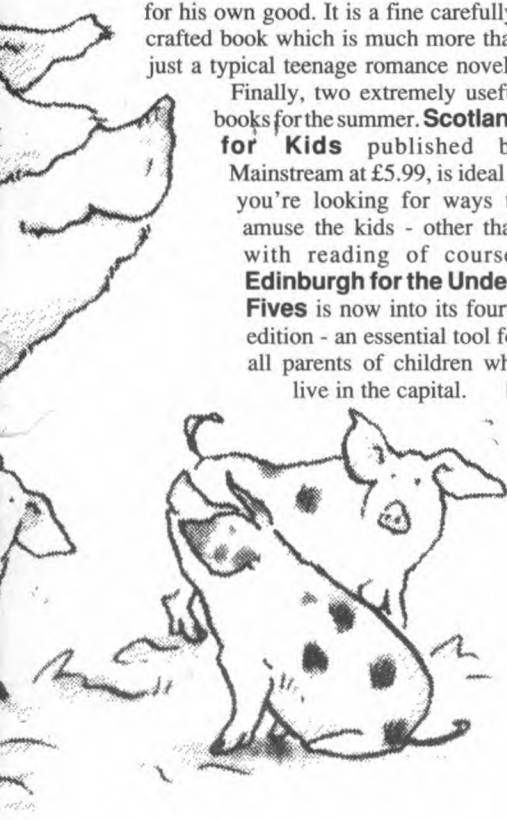 for his own good. It is a fine carefully
crafted book which is much more tha
just a typical teenage romance novel
Finally, two extremely usef
books for the summer. Scotlan
for Kids published b
Mainstream at £5.99, is ideal
you're looking for ways t
amuse the kids - other tha
with reading of course
Edinburgh for the Unde
Fives is now into its four
edition - an essential tool f
all parents of children wh
live in the capital.